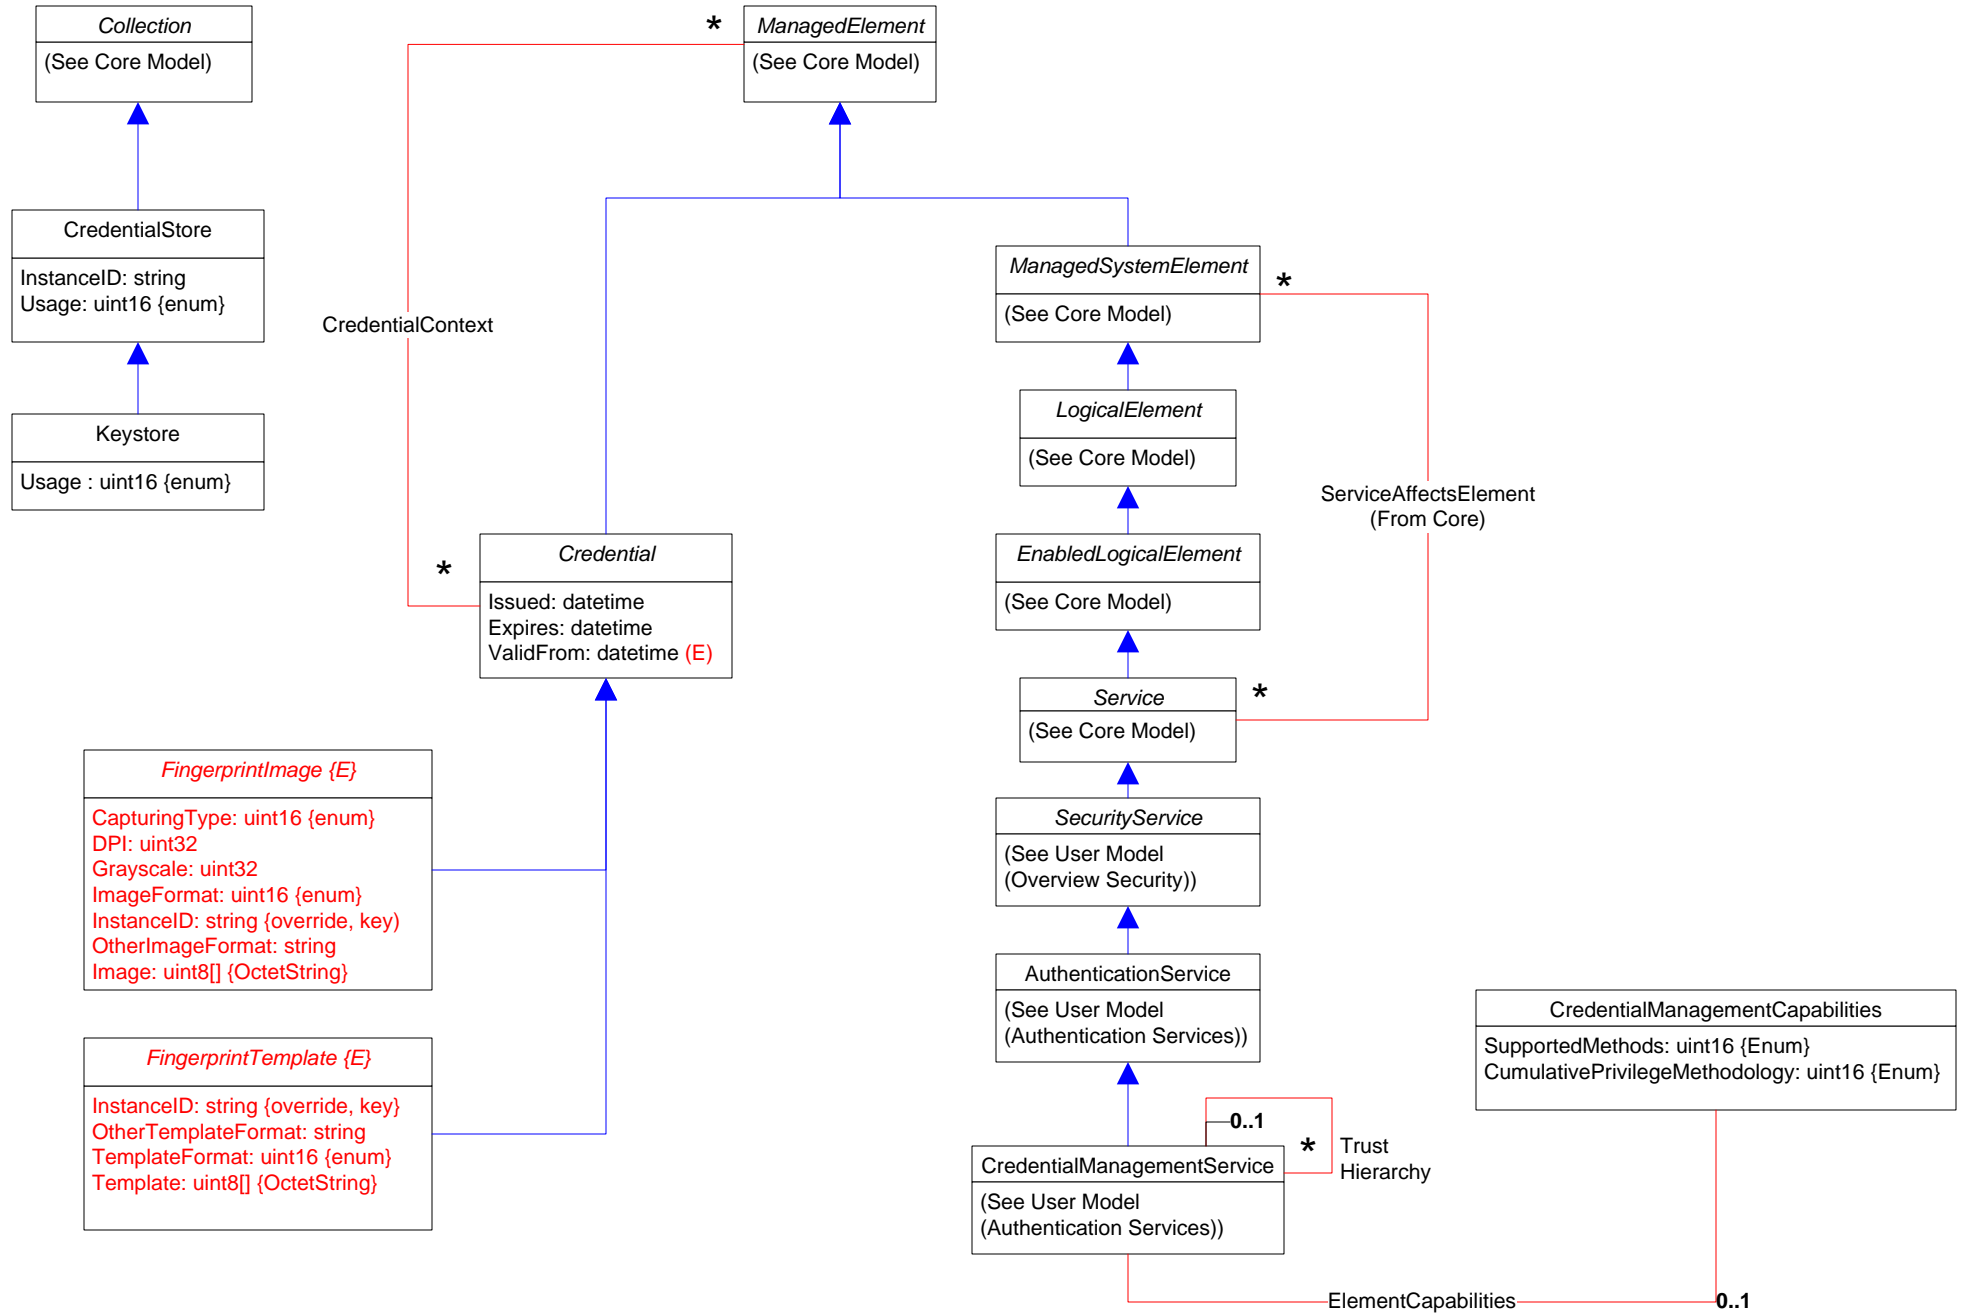 Collection
(See Core Model)
*
ManagedElement
(See Core Model)
CredentialStore
InstanceID: string
Usage: uint16 {enum}
Keystore
Usage : uint16 {enum}
CredentialContext
*
Credential
Issued: datetime
Expires: datetime
ValidFrom: datetime (E)
ManagedSystemElement
(See Core Model)
*
LogicalElement
(See Core Model)
ServiceAffectsElement
(From Core)
EnabledLogicalElement
(See Core Model)
Service
(See Core Model)
*
FingerprintImage {E}
CapturingType: uint16 {enum}
DPI: uint32
Grayscale: uint32
ImageFormat: uint16 {enum}
InstanceID: string {override, key)
OtherImageFormat: string
Image: uint8[] {OctetString}
FingerprintTemplate {E}
InstanceID: string {override, key}
OtherTemplateFormat: string
TemplateFormat: uint16 {enum}
Template: uint8[] {OctetString}
SecurityService
(See User Model
(Overview Security))
AuthenticationService
(See User Model
(Authentication Services))
CredentialManagementCapabilities
SupportedMethods: uint16 {Enum}
CumulativePrivilegeMethodology: uint16 {Enum}
0..1
*
Trust
Hierarchy
CredentialManagementService
(See User Model
(Authentication Services))
ElementCapabilities
0..1